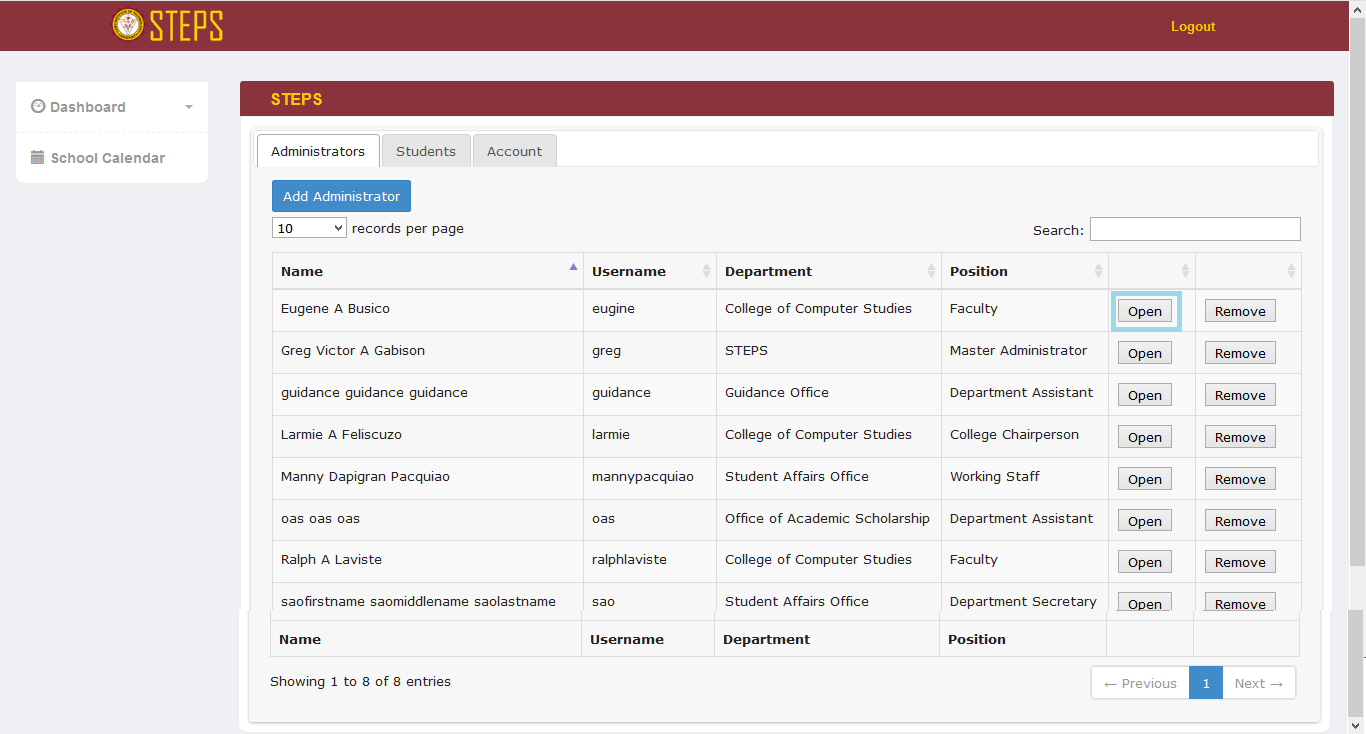 STEPS
Logout
Dashboard
School Calendar
STEPS
Administrators Students Account
Add Administrator
10 records per page
Search:
Name Username Department Position
Eugene A Busico eugine College of Computer Studies Faculty Open Remove
Greg Victor A Gabison greg STEPS Master Administrator Open Remove
guidance guidance guidance guidance Guidance Office Department Assistant Open Remove
Larmie A Feliscuzo larmie College of Computer Studies College Chairperson Open Remove
Manny Dapigran Pacquiao mannypacquiao Student Affairs Office Working Staff Open Remove
oas oas oas oas Office of Academic Scholarship Department Assistant Open Remove
Ralph A Laviste ralphlaviste College of Computer Studies Faculty Open Remove
saofirstname saomiddlename saolastname sao Student Affairs Office Department Secretary Open Remove
Name Username Department Position
Showing 1 to 8 of 8 entries
← Previous 1 Next →